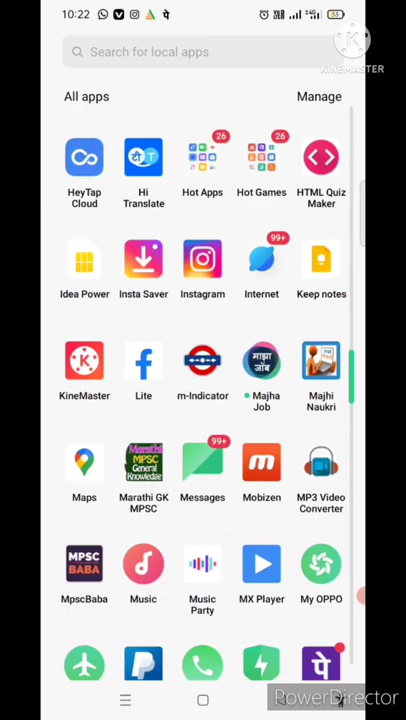 10:22
55
KINEMASTER
Search for local apps
All apps
Manage
26
26
HeyTap
Cloud
Hi
Translate
Hot Apps
Hot Games
HTML Quiz
Maker
99+
Idea Power
Insta Saver
Instagram
Internet
Keep notes
माझा
जॉब
KineMaster
Lite
m-Indicator
Majha
Job
Majhi
Naukri
99+
Marathi
MPSC
General
Knowledge
Maps
Marathi GK
MPSC
Messages
Mobizen
MP3 Video
Converter
MPSC
BABA
MpscBaba
Music
Music
Party
MX Player
My OPPO
पे
PowerDirector